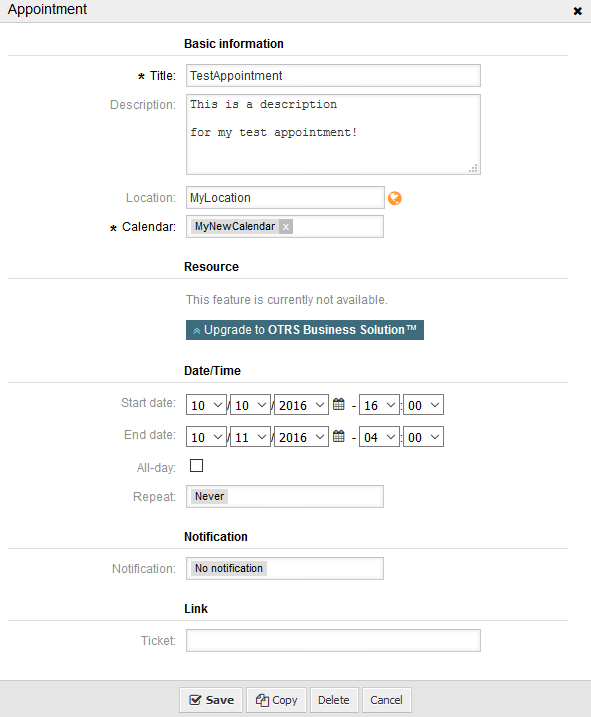 Appointment ✖
Basic information
★ Title: TestAppointment
Description: This is a description
for my test appointment!
Location: MyLocation
★ Calendar: MyNewCalendar x
Resource
This feature is currently not available.
Upgrade to OTRS Business Solution™
Date/Time
Start date: 10 / 10 / 2016 - 16 : 00
End date: 10 / 11 / 2016 - 04 : 00
All-day:
Repeat: Never
Notification
Notification: No notification
Link
Ticket:
Save Copy Delete Cancel